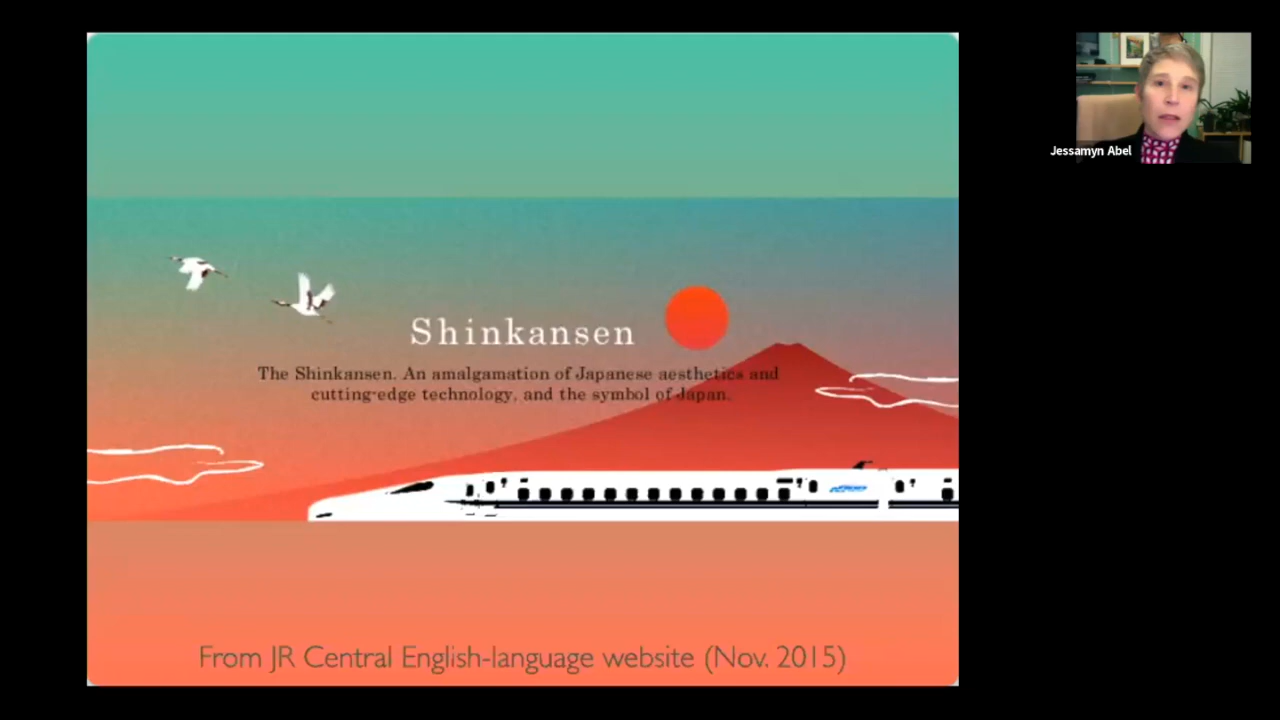 Shinkansen
The Shinkansen. An amalgamation of Japanese aesthetics and
cutting-edge technology, and the symbol of Japan.
From JR Central English-language website (Nov. 2015)
Jessamyn Abel